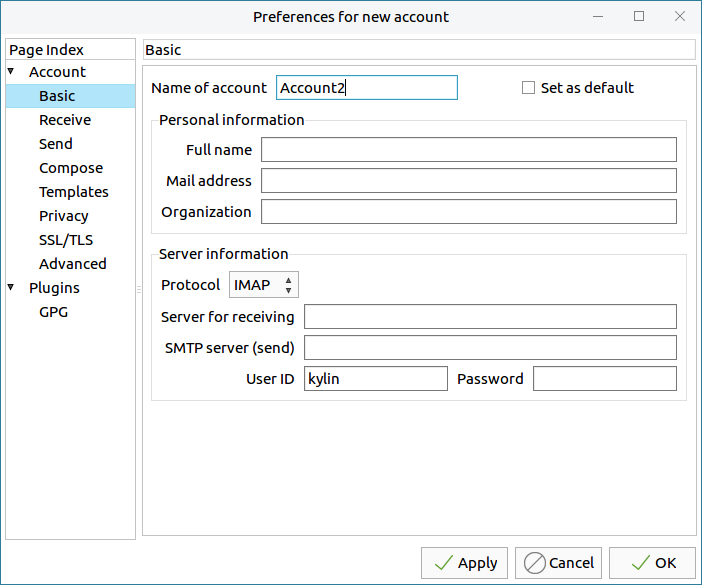 Preferences for new account
Page Index
Account
Basic
Receive
Send
Compose
Templates
Privacy
SSL/TLS
Advanced
Plugins
GPG
Basic
Name of account Account2 Set as default
Personal information
Full name
Mail address
Organization
Server information
Protocol IMAP
Server for receiving
SMTP server (send)
User ID kylin Password
Apply Cancel OK